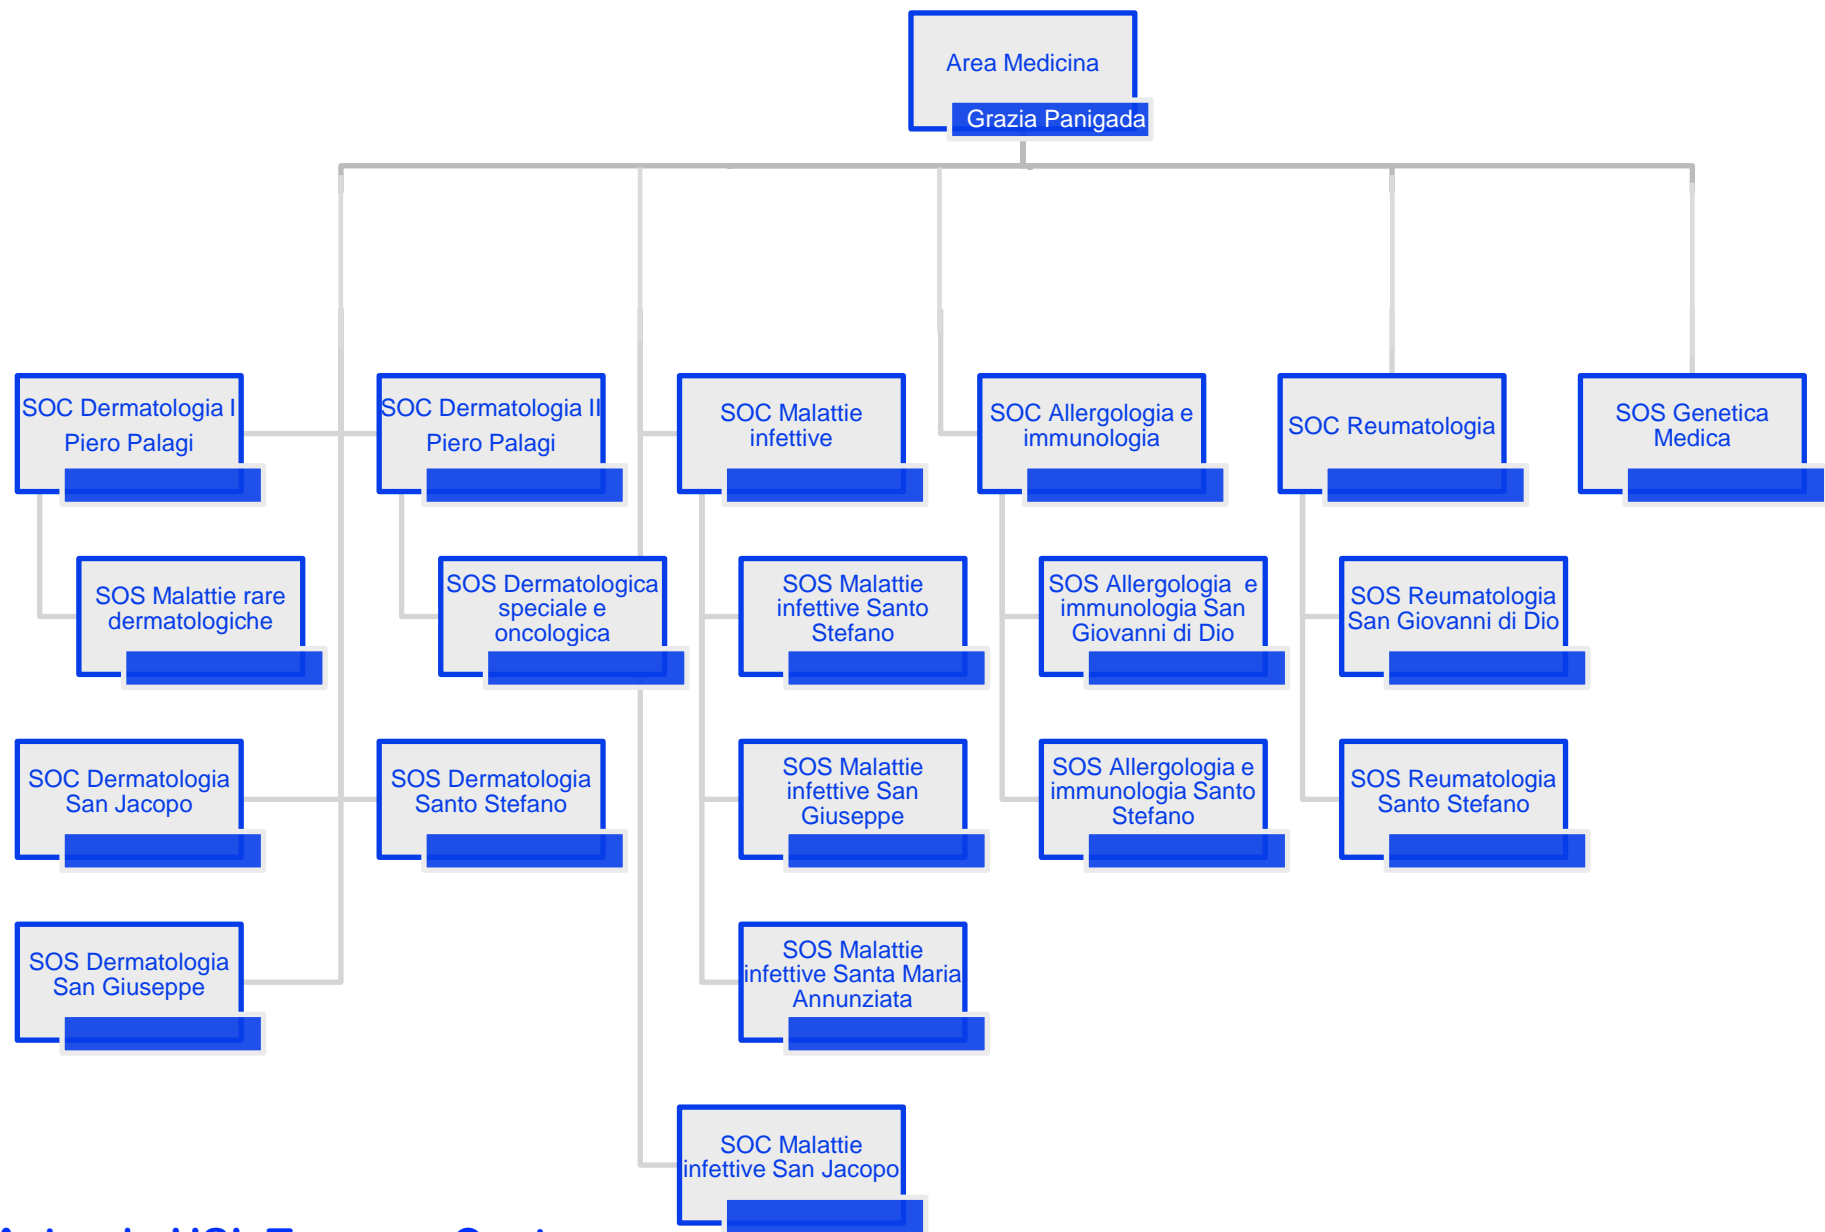 Area Medicina
Grazia Panigada
SOC Dermatologia I
Piero Palagi
SOC Dermatologia II
Piero Palagi
SOC Malattie
infettive
SOC Allergologia e
immunologia
SOC Reumatologia
SOS Genetica
Medica
SOS Malattie rare
dermatologiche
SOS Dermatologica
speciale e
oncologica
SOS Malattie
infettive Santo
Stefano
SOS Allergologia e
immunologia San
Giovanni di Dio
SOS Reumatologia
San Giovanni di Dio
SOC Dermatologia
San Jacopo
SOS Dermatologia
Santo Stefano
SOS Malattie
infettive San
Giuseppe
SOS Allergologia e
immunologia Santo
Stefano
SOS Reumatologia
Santo Stefano
SOS Dermatologia
San Giuseppe
SOS Malattie
infettive Santa Maria
Annunziata
SOC Malattie
infettive San Jacopo